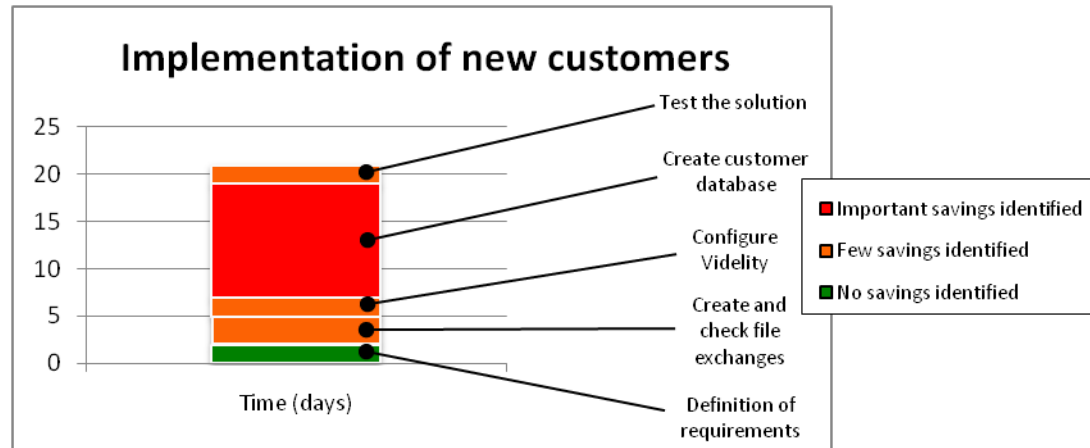 Implementation of new customers
25
20
15
10
5
0
Time (days)
Test the solution
Create customer
database
Configure
Videlity
Create and
check file
exchanges
Definition of
requirements
Important savings identified
Few savings identified
No savings identified